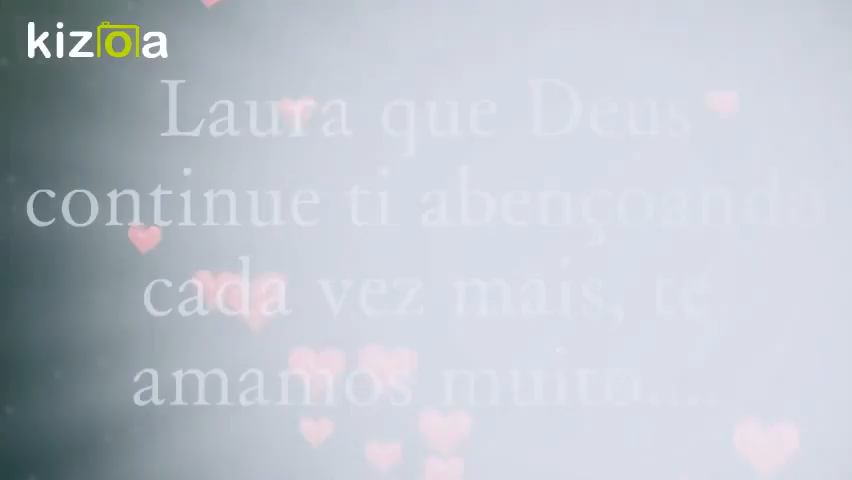 kizoa
Laura que Deus
continue ti abençoando
cada vez mais, te
amamos muito....